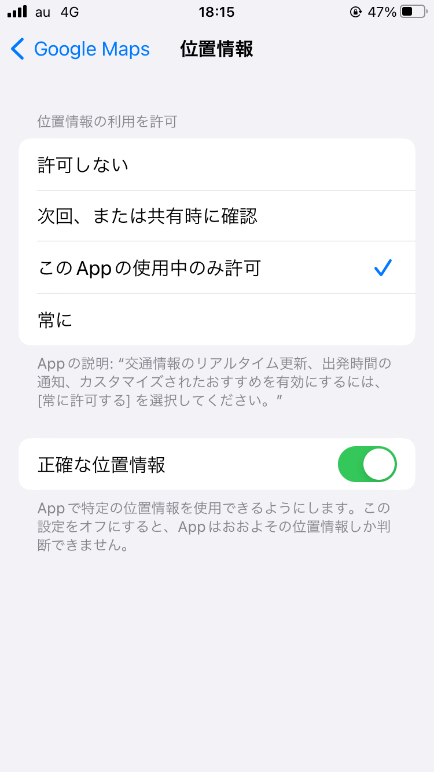 au 4G 18:15 47%
Google Maps 位置情報
位置情報の利用を許可
許可しない
次回、または共有時に確認
このAppの使用中のみ許可
常に
Appの説明: “交通情報のリアルタイム更新、出発時間の
通知、カスタマイズされたおすすめを有効にするには、
[常に許可する] を選択してください。”
正確な位置情報
Appで特定の位置情報を使用できるようにします。この
設定をオフにすると、Appはおおよその位置情報しか判
断できません。